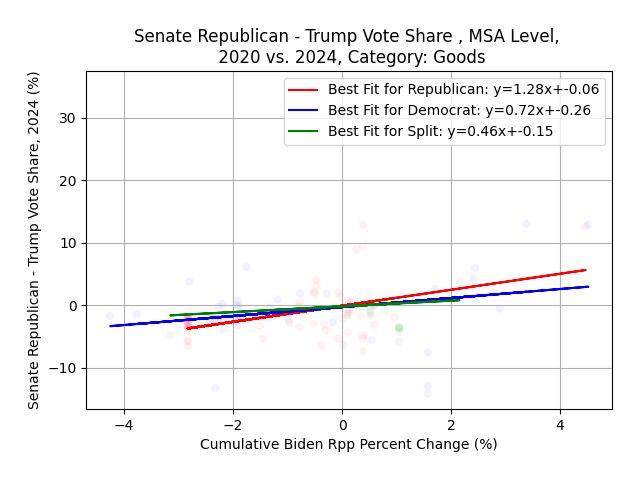 Senate Republican - Trump Vote Share , MSA Level,
2020 vs. 2024, Category: Goods
Best Fit for Republican: y=1.28x+-0.06
Best Fit for Democrat: y=0.72x+-0.26
Best Fit for Split: y=0.46x+-0.15
Senate Republican - Trump Vote Share, 2024 (%)
30
20
10
0
−10
−4
−2
0
2
4
Cumulative Biden Rpp Percent Change (%)